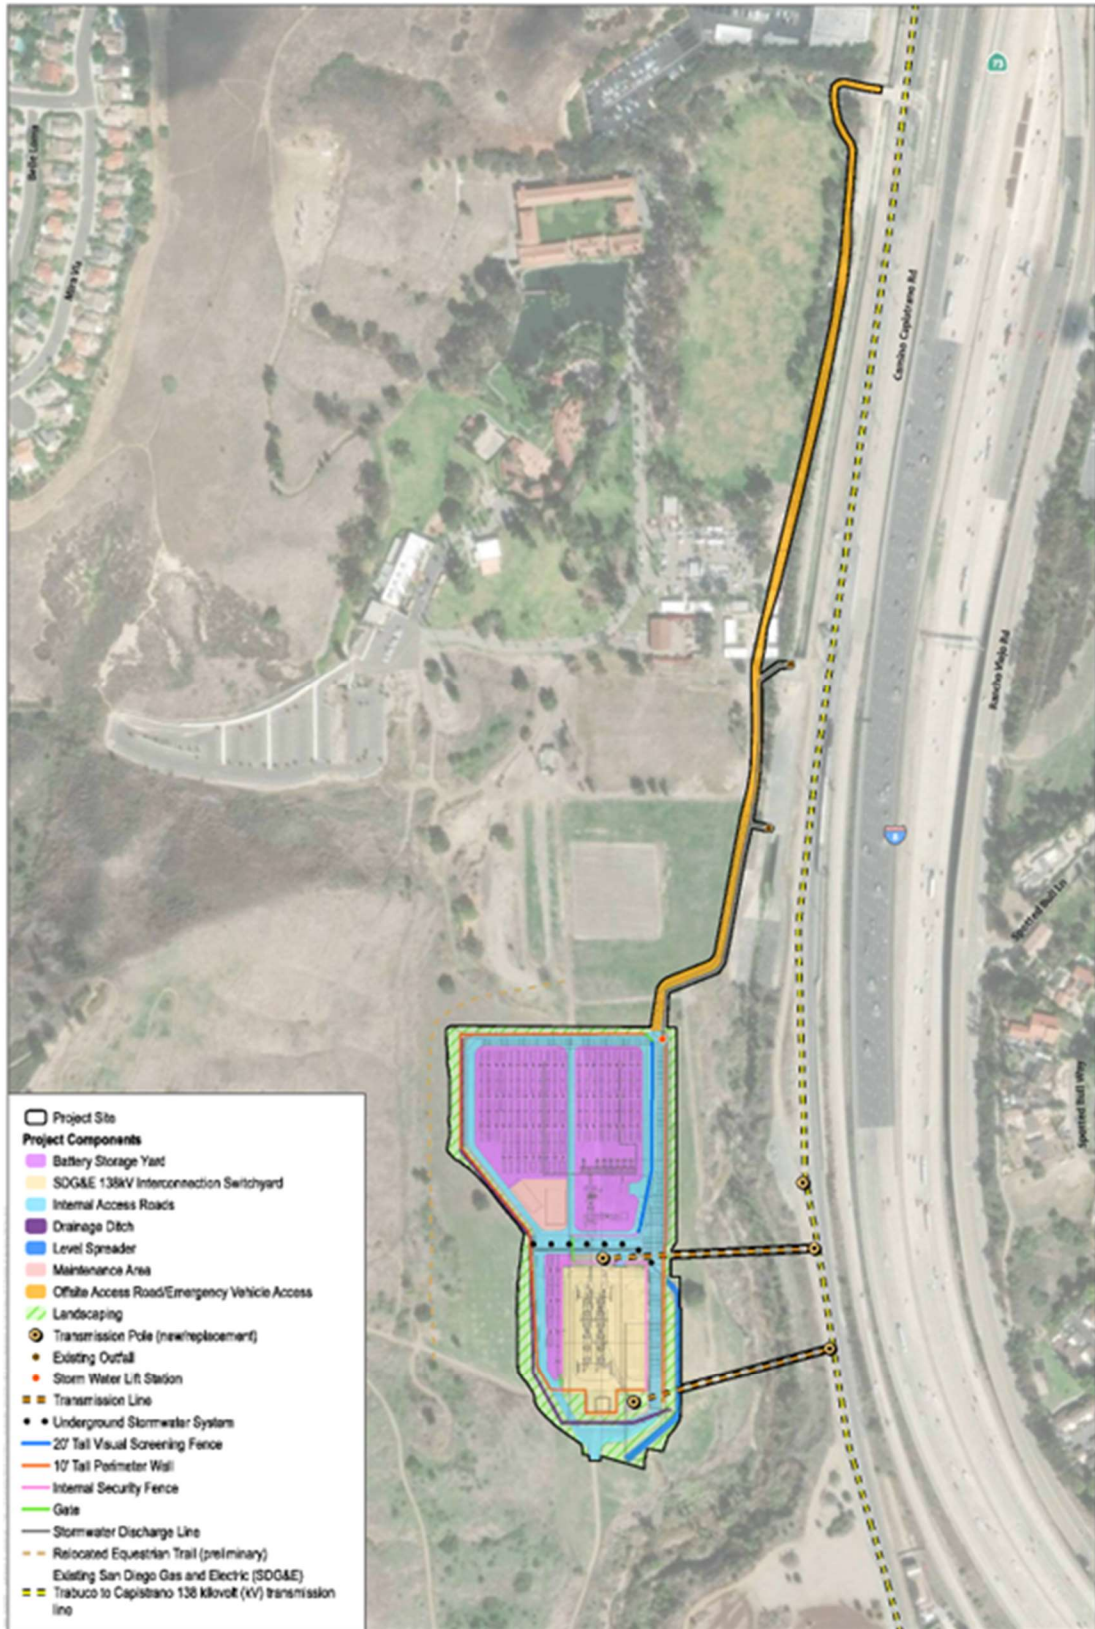 73
Belle Loma
Mira Vla
Camino Capistrano Rd
Rancho Viejo Rd
5
Spotted Bull Ln
Spotted Bull Way
Project Site
Project Components
Battery Storage Yard
SDG&E 138kV Interconnection Switchyard
Internal Access Roads
Drainage Ditch
Level Spreader
Maintenance Area
Offsite Access Road/Emergency Vehicle Access
Landscaping
Transmission Pole (new/replacement)
Existing Outfall
Storm Water Lift Station
Transmission Line
Underground Stormwater System
20' Tall Visual Screening Fence
10' Tall Perimeter Wall
Internal Security Fence
Gate
Stormwater Discharge Line
Relocated Equestrian Trail (preliminary)
Existing San Diego Gas and Electric (SDG&E)
Trabuco to Capistrano 138 kilovolt (kV) transmission
line